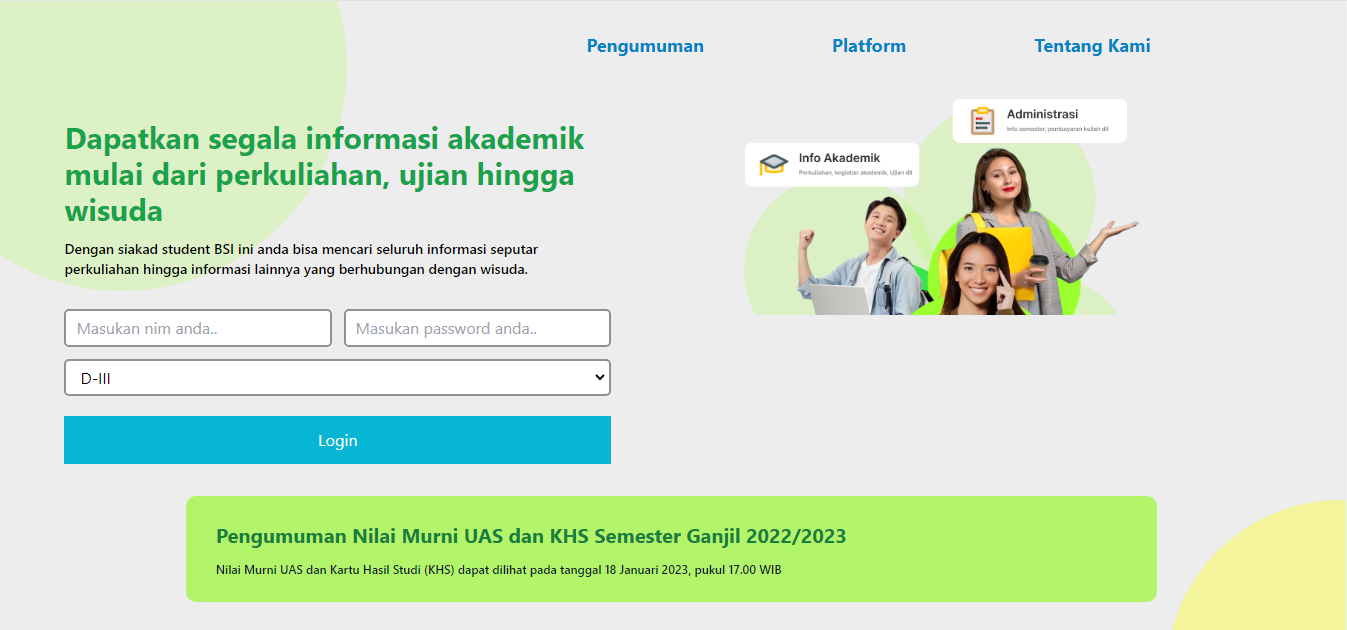 Pengumuman
Platform
Tentang Kami
Dapatkan segala informasi akademik
mulai dari perkuliahan, ujian hingga
wisuda
Dengan siakad student BSI ini anda bisa mencari seluruh informasi seputar
perkuliahan hingga informasi lainnya yang berhubungan dengan wisuda.
Masukan nim anda..
Masukan password anda..
D-III
Login
Administrasi
Info semester, pembayaran kuliah dll
Info Akademik
Perkuliahan, kegiatan akademik, Ujian dll
Pengumuman Nilai Murni UAS dan KHS Semester Ganjil 2022/2023
Nilai Murni UAS dan Kartu Hasil Studi (KHS) dapat dilihat pada tanggal 18 Januari 2023, pukul 17.00 WIB